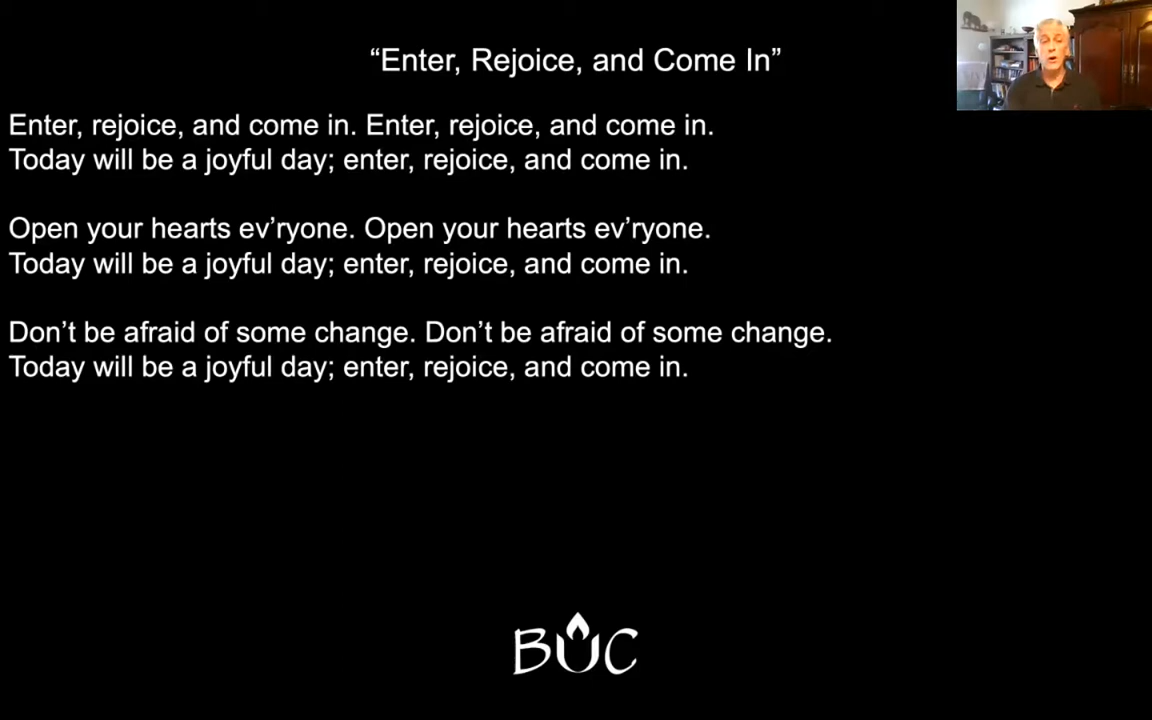 “Enter, Rejoice, and Come In”
Enter, rejoice, and come in. Enter, rejoice, and come in.
Today will be a joyful day; enter, rejoice, and come in.
Open your hearts ev’ryone. Open your hearts ev’ryone.
Today will be a joyful day; enter, rejoice, and come in.
Don’t be afraid of some change. Don’t be afraid of some change.
Today will be a joyful day; enter, rejoice, and come in.
BUC